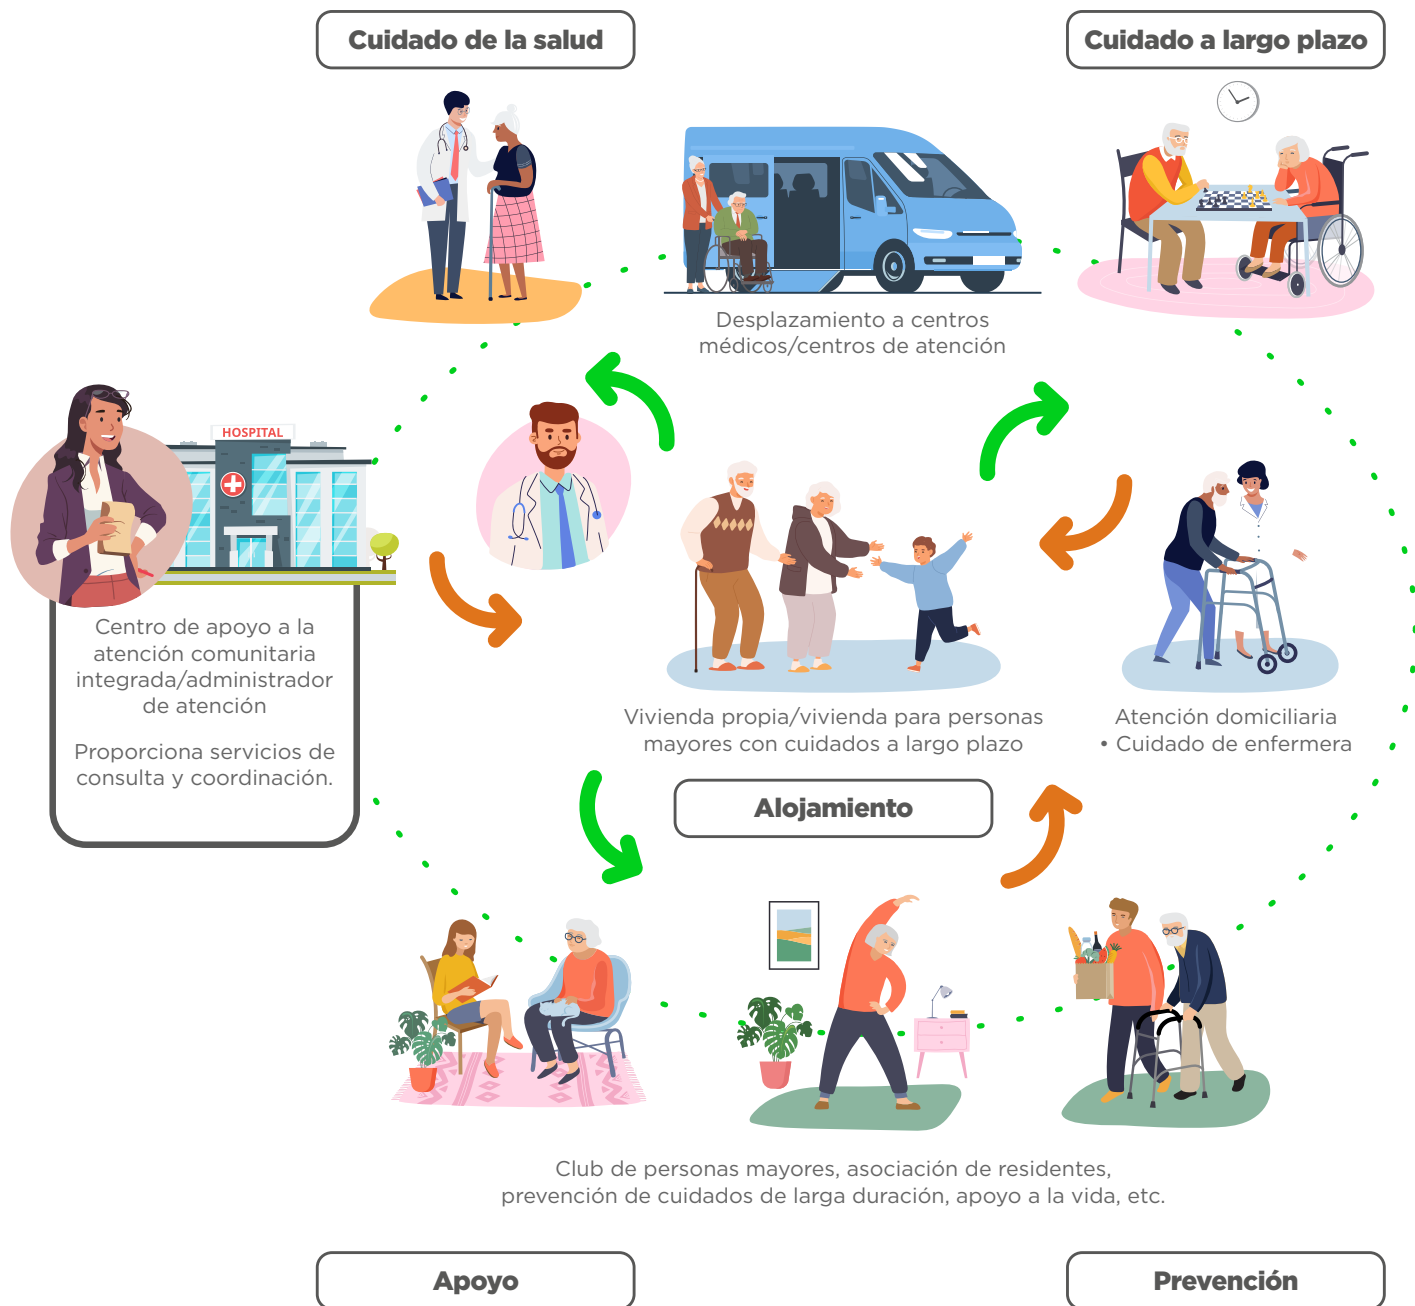 Cuidado de la salud
Cuidado a largo plazo
Desplazamiento a centros
médicos/centros de atención
HOSPITAL
Centro de apoyo a la
atención comunitaria
integrada/administrador
de atención
Proporciona servicios de
consulta y coordinación.
Vivienda propia/vivienda para personas
mayores con cuidados a largo plazo
Atención domiciliaria
• Cuidado de enfermera
Alojamiento
Club de personas mayores, asociación de residentes,
prevención de cuidados de larga duración, apoyo a la vida, etc.
Apoyo
Prevención